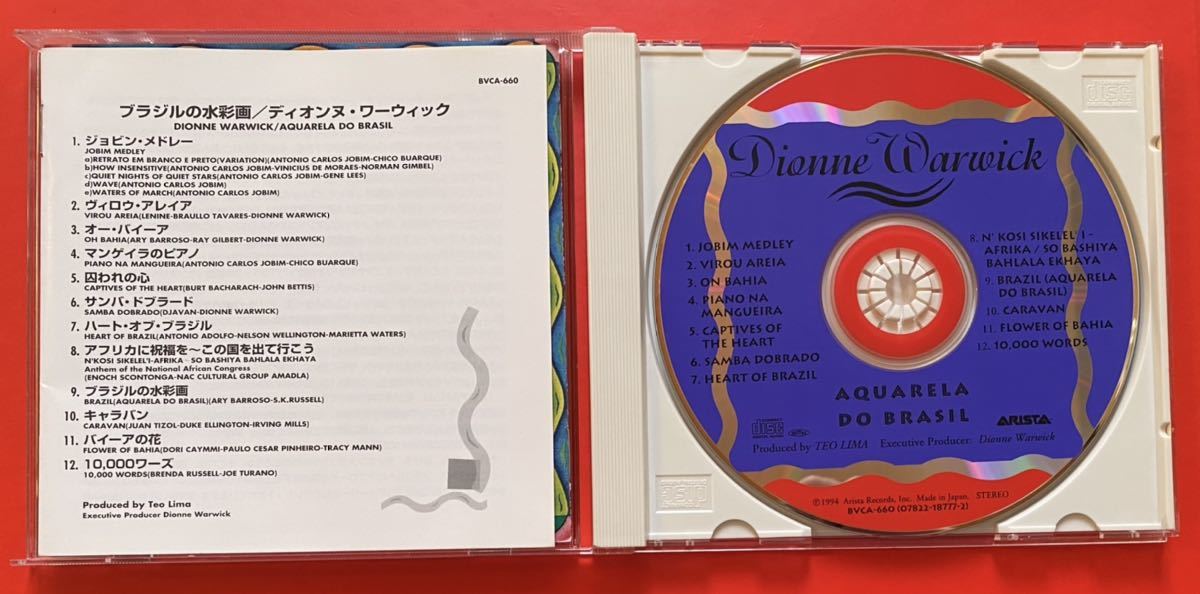 BVCA-660
ブラジルの水彩画/ディオンヌ・ワーウィック
DIONNE WARWICK/AQUARELA DO BRASIL
1. ジョビン・メドレー
JOBIM MEDLEY
a)RETRATO EM BRANCO E PRETO(VARIATION)(ANTONIO CARLOS JOBIM-CHICO BUARQUE)
b)HOW INSENSITIVE(ANTONIO CARLOS JOBIM-VINICIUS DE MORAES-NORMAN GIMBEL)
c)QUIET NIGHTS OF QUIET STARS(ANTONIO CARLOS JOBIM-GENE LEES)
d)WAVE(ANTONIO CARLOS JOBIM)
e)WATERS OF MARCH(ANTONIO CARLOS JOBIM)
2. ヴィロウ・アレイア
VIROU AREIA(LENINE-BRAULLO TAVARES-DIONNE WARWICK)
3. オー・バイーア
OH BAHIA(ARY BARROSO-RAY GILBERT-DIONNE WARWICK)
4. マンゲイラのピアノ
PIANO NA MANGUEIRA(ANTONIO CARLOS JOBIM-CHICO BUARQUE)
5. 囚われの心
CAPTIVES OF THE HEART(BURT BACHARACH-JOHN BETTIS)
6. サンバ・ドブラード
SAMBA DOBRADO(DJAVAN-DIONNE WARWICK)
7. ハート・オブ・ブラジル
HEART OF BRAZIL(ANTONIO ADOLFO-NELSON WELLINGTON-MARIETTA WATERS)
8. アフリカに祝福を〜この国を出て行こう
N'KOSI SIKELEL'I-AFRIKA - SO BASHIYA BAHLALA EKHAYA
Anthem of the National African Congress
(ENOCH SCONTONGA-NAC CULTURAL GROUP AMADLA)
9. ブラジルの水彩画
BRAZIL(AQUARELA DO BRASIL)(ARY BARROSO-S.K.RUSSELL)
10. キャラバン
CARAVAN(JUAN TIZOL-DUKE ELLINGTON-IRVING MILLS)
11. バイーアの花
FLOWER OF BAHIA(DORI CAYMMI-PAULO CESAR PINHEIRO-TRACY MANN)
12. 10,000ワーズ
10,000 WORDS(BRENDA RUSSELL-JOE TURANO)
Produced by Teo Lima
Executive Producer Dionne Warwick
Dionne Warwick
1. JOBIM MEDLEY
2. VIROU AREIA
3. ON BAHIA
4. PIANO NA
MANGUEIRA
5. CAPTIVES OF
THE HEART
6. SAMBA DOBRADO
7. HEART OF BRAZIL
8. N' KOSI SIKELEL' I -
AFRIKA / SO BASHIYA
BAHLALA EKHAYA
9. BRAZIL (AQUARELA
DO BRASIL)
10. CARAVAN
11. FLOWER OF BAHIA
12. 10,000 WORDS
AQUARELA
DO BRASIL
COMPACT
disc
DIGITAL AUDIO
ARISTA
Produced by TEO LIMA Executive Producer: Dionne Warwick
℗1994 Arista Records, Inc. Made in Japan. STEREO
BVCA-660 (07822-18777-2)